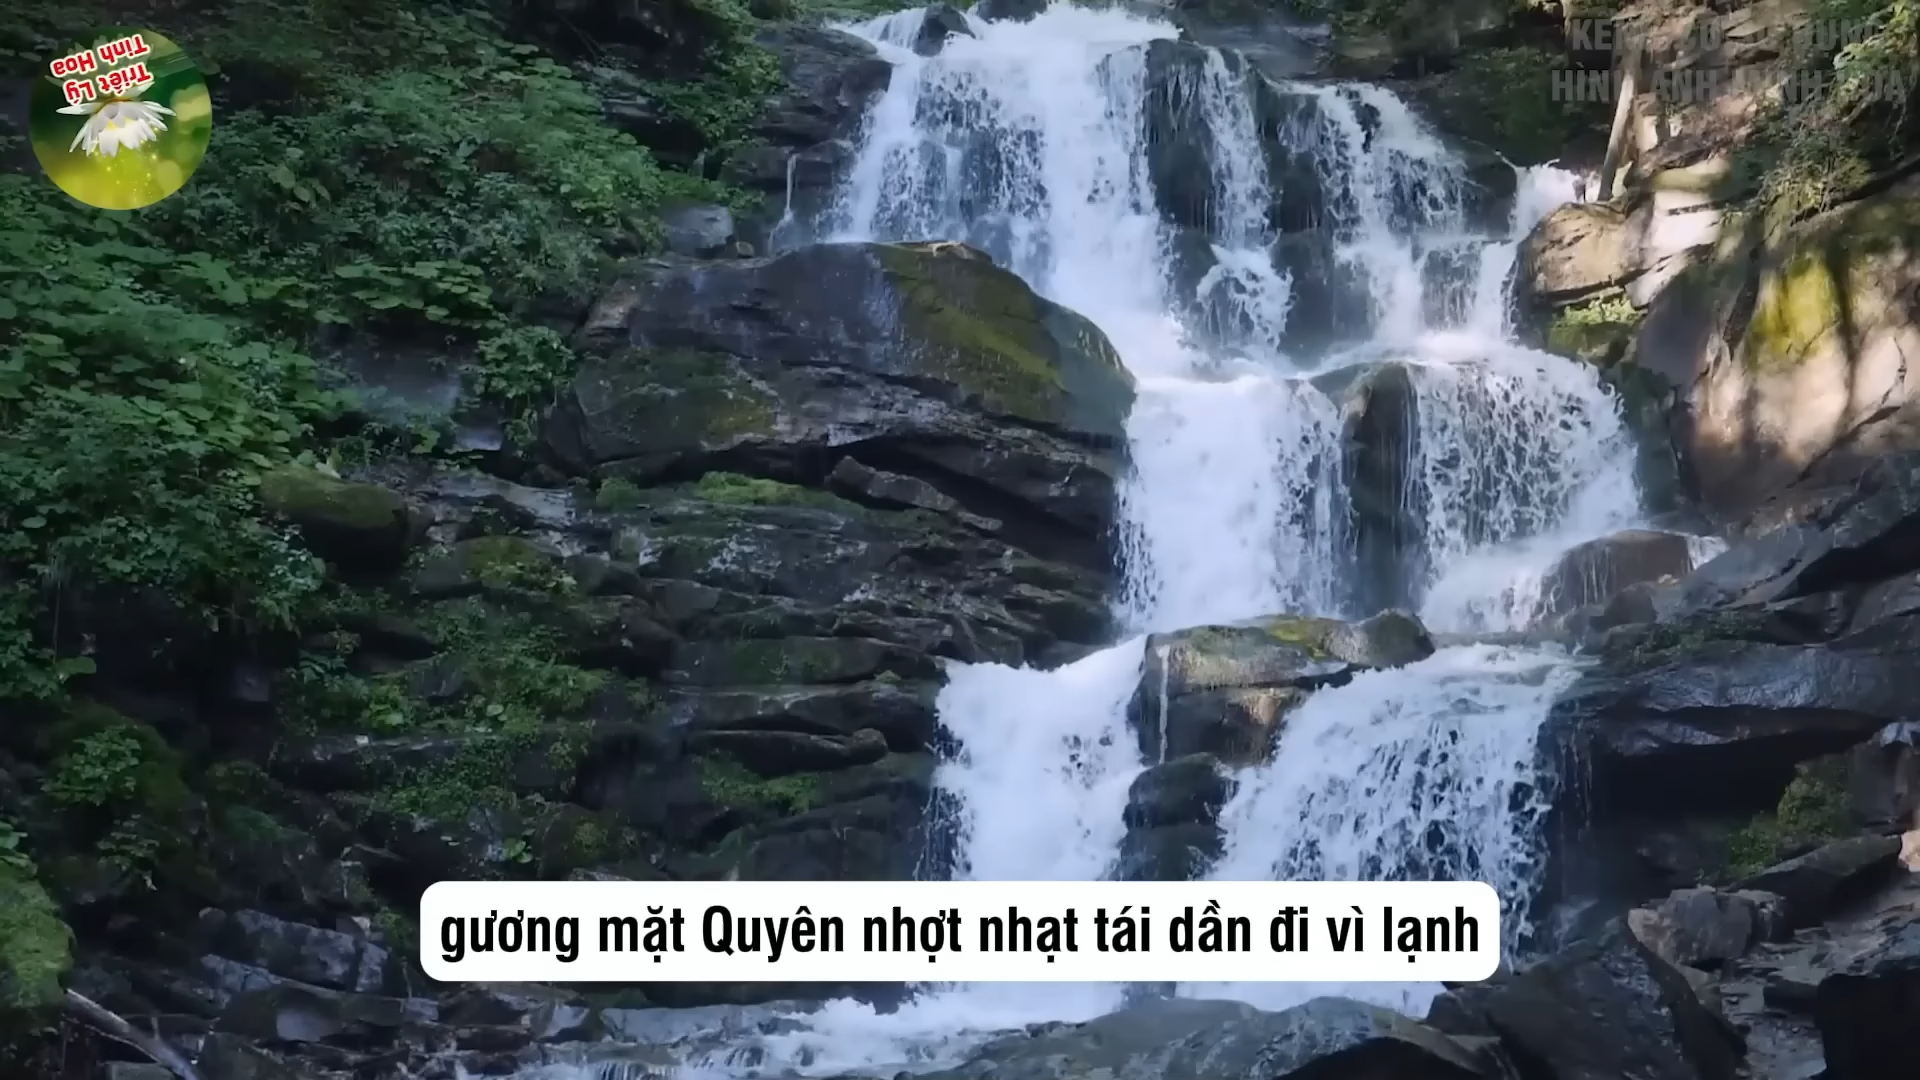 Triết Lý
Tinh Hoa
gương mặt Quyên nhợt nhạt tái dần đi vì lạnh